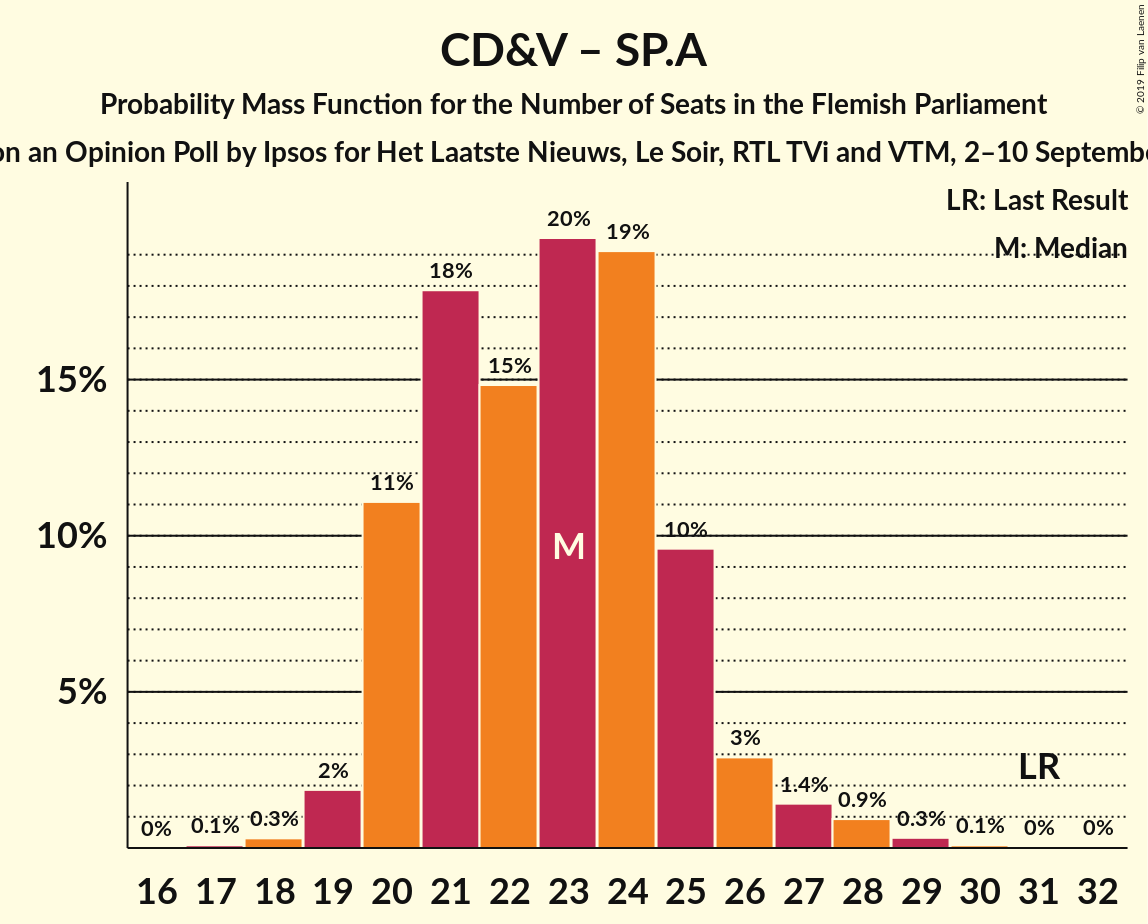 CD&V – SP.A
Probability Mass Function for the Number of Seats in the Flemish Parliament
on an Opinion Poll by Ipsos for Het Laatste Nieuws, Le Soir, RTL TVi and VTM, 2–10
© 2019 Filip van Laenen
LR: Last Result
M: Median
20%
19%
18%
15%
15%
11%
10%
10%
M
5%
3%
LR
2%
1.4%
0.9%
0%
0.1%
0.3%
0.3%
0.1%
0%
0%
16 17 18 19 20 21 22 23 24 25 26 27 28 29 30 31 32